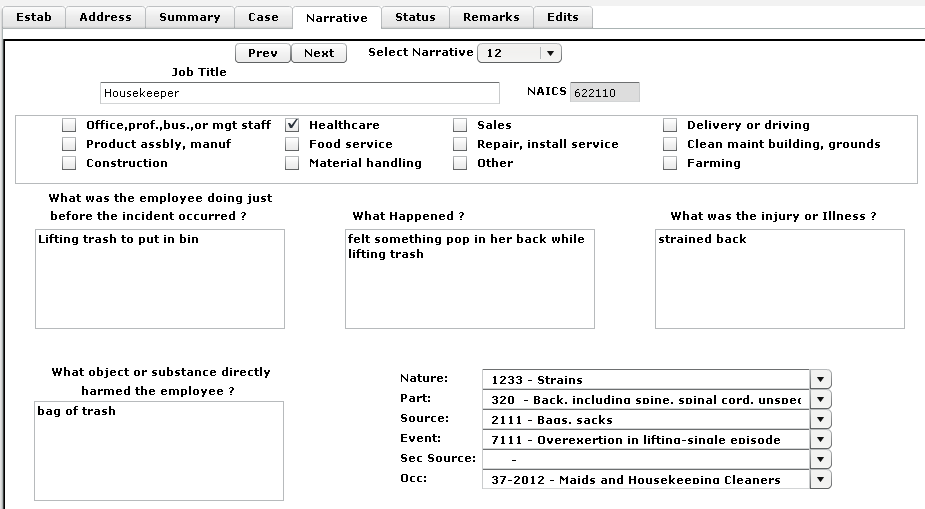 Estab Address Summary Case Narrative Status Remarks Edits
Prev Next Select Narrative 12
Job Title
Housekeeper NAICS 622110
Office,prof.,bus.,or mgt staff Healthcare Sales Delivery or driving
Product assbly, manuf Food service Repair, install service Clean maint building, grounds
Construction Material handling Other Farming
What was the employee doing just
before the incident occurred ? What Happened ? What was the injury or Illness ?
Lifting trash to put in bin felt something pop in her back while strained back
lifting trash
What object or substance directly
harmed the employee ?
bag of trash
Nature: 1233 - Strains
Part: 320 - Back, including spine, spinal cord, unspec
Source: 2111 - Bags, sacks
Event: 7111 - Overexertion in lifting-single episode
Sec Source: -
Occ: 37-2012 - Maids and Housekeeping Cleaners